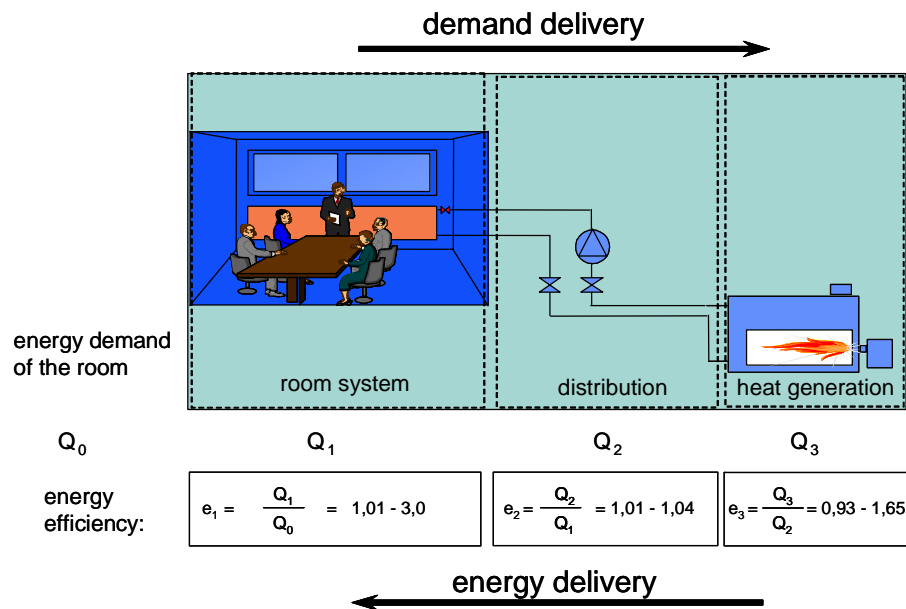 demand delivery
energy demand
of the room
room system
distribution
heat generation
Q0
Q1
Q2
Q3
energy
efficiency:
e1 = Q1 / Q0 = 1,01 - 3,0
e2 = Q2 / Q1 = 1,01 - 1,04
e3 = Q3 / Q2 = 0,93 - 1,65
energy delivery